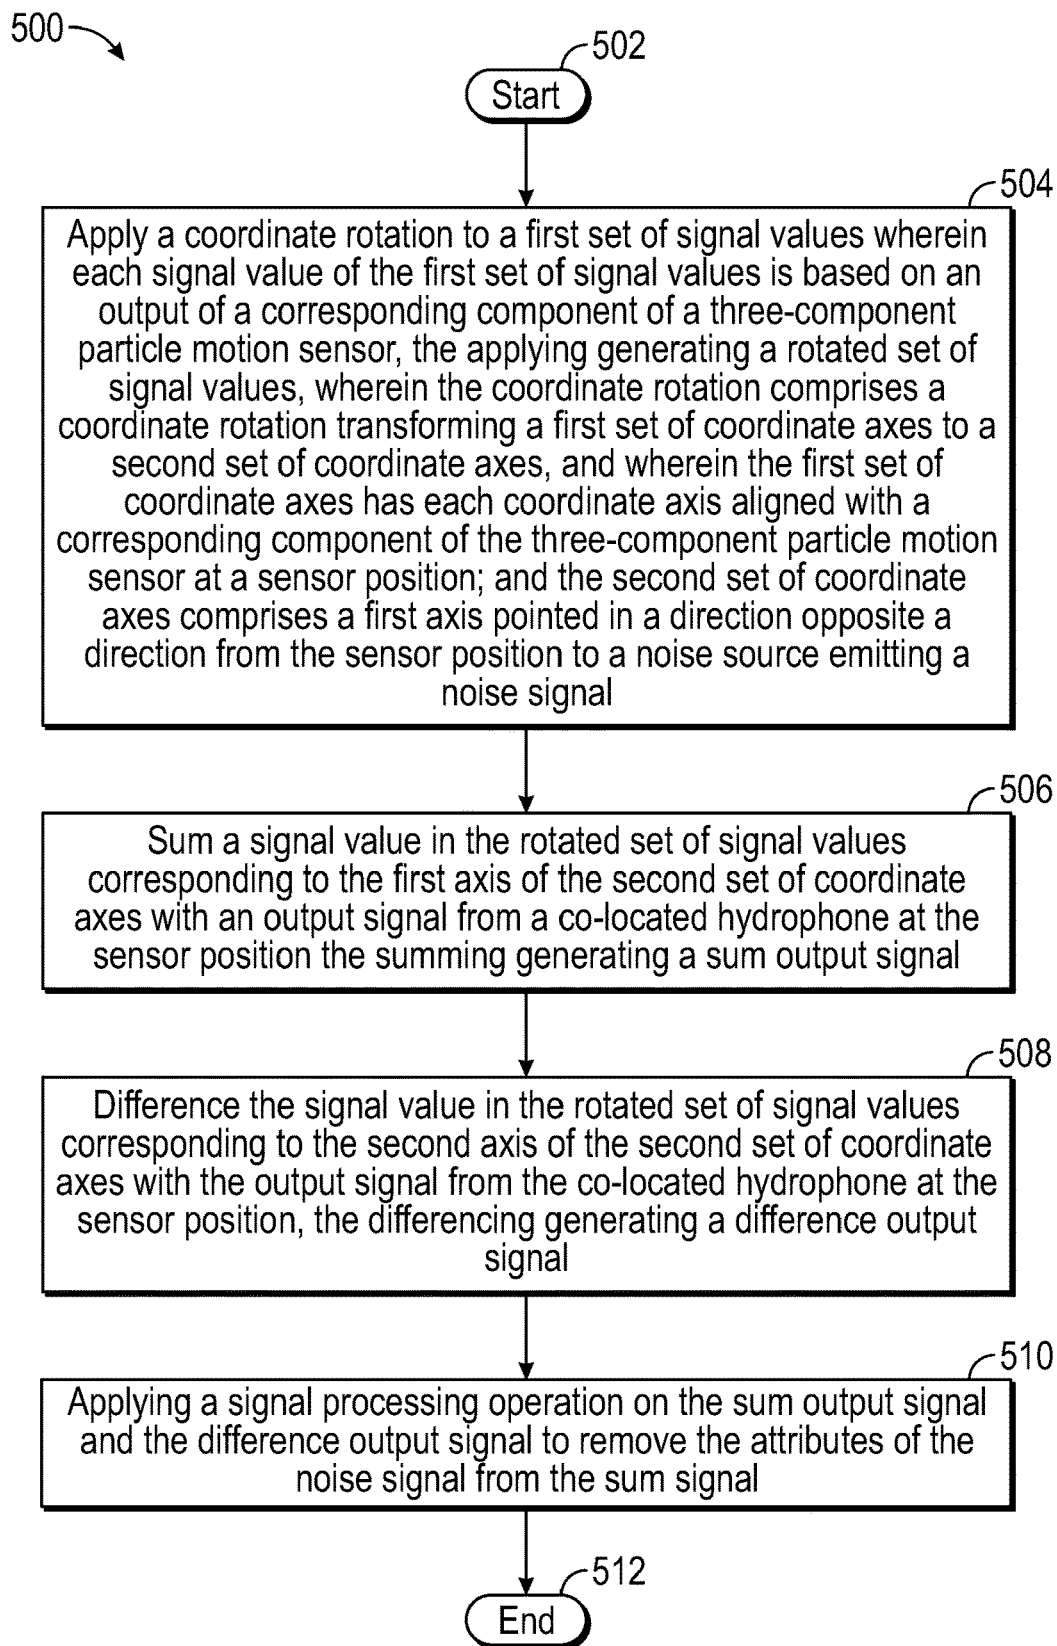 500
502
Start
504
Apply a coordinate rotation to a first set of signal values wherein
each signal value of the first set of signal values is based on an
output of a corresponding component of a three-component
particle motion sensor, the applying generating a rotated set of
signal values, wherein the coordinate rotation comprises a
coordinate rotation transforming a first set of coordinate axes to a
second set of coordinate axes, and wherein the first set of
coordinate axes has each coordinate axis aligned with a
corresponding component of the three-component particle motion
sensor at a sensor position; and the second set of coordinate
axes comprises a first axis pointed in a direction opposite a
direction from the sensor position to a noise source emitting a
noise signal
506
Sum a signal value in the rotated set of signal values
corresponding to the first axis of the second set of coordinate
axes with an output signal from a co-located hydrophone at the
sensor position the summing generating a sum output signal
508
Difference the signal value in the rotated set of signal values
corresponding to the second axis of the second set of coordinate
axes with the output signal from the co-located hydrophone at the
sensor position, the differencing generating a difference output
signal
510
Applying a signal processing operation on the sum output signal
and the difference output signal to remove the attributes of the
noise signal from the sum signal
512
End